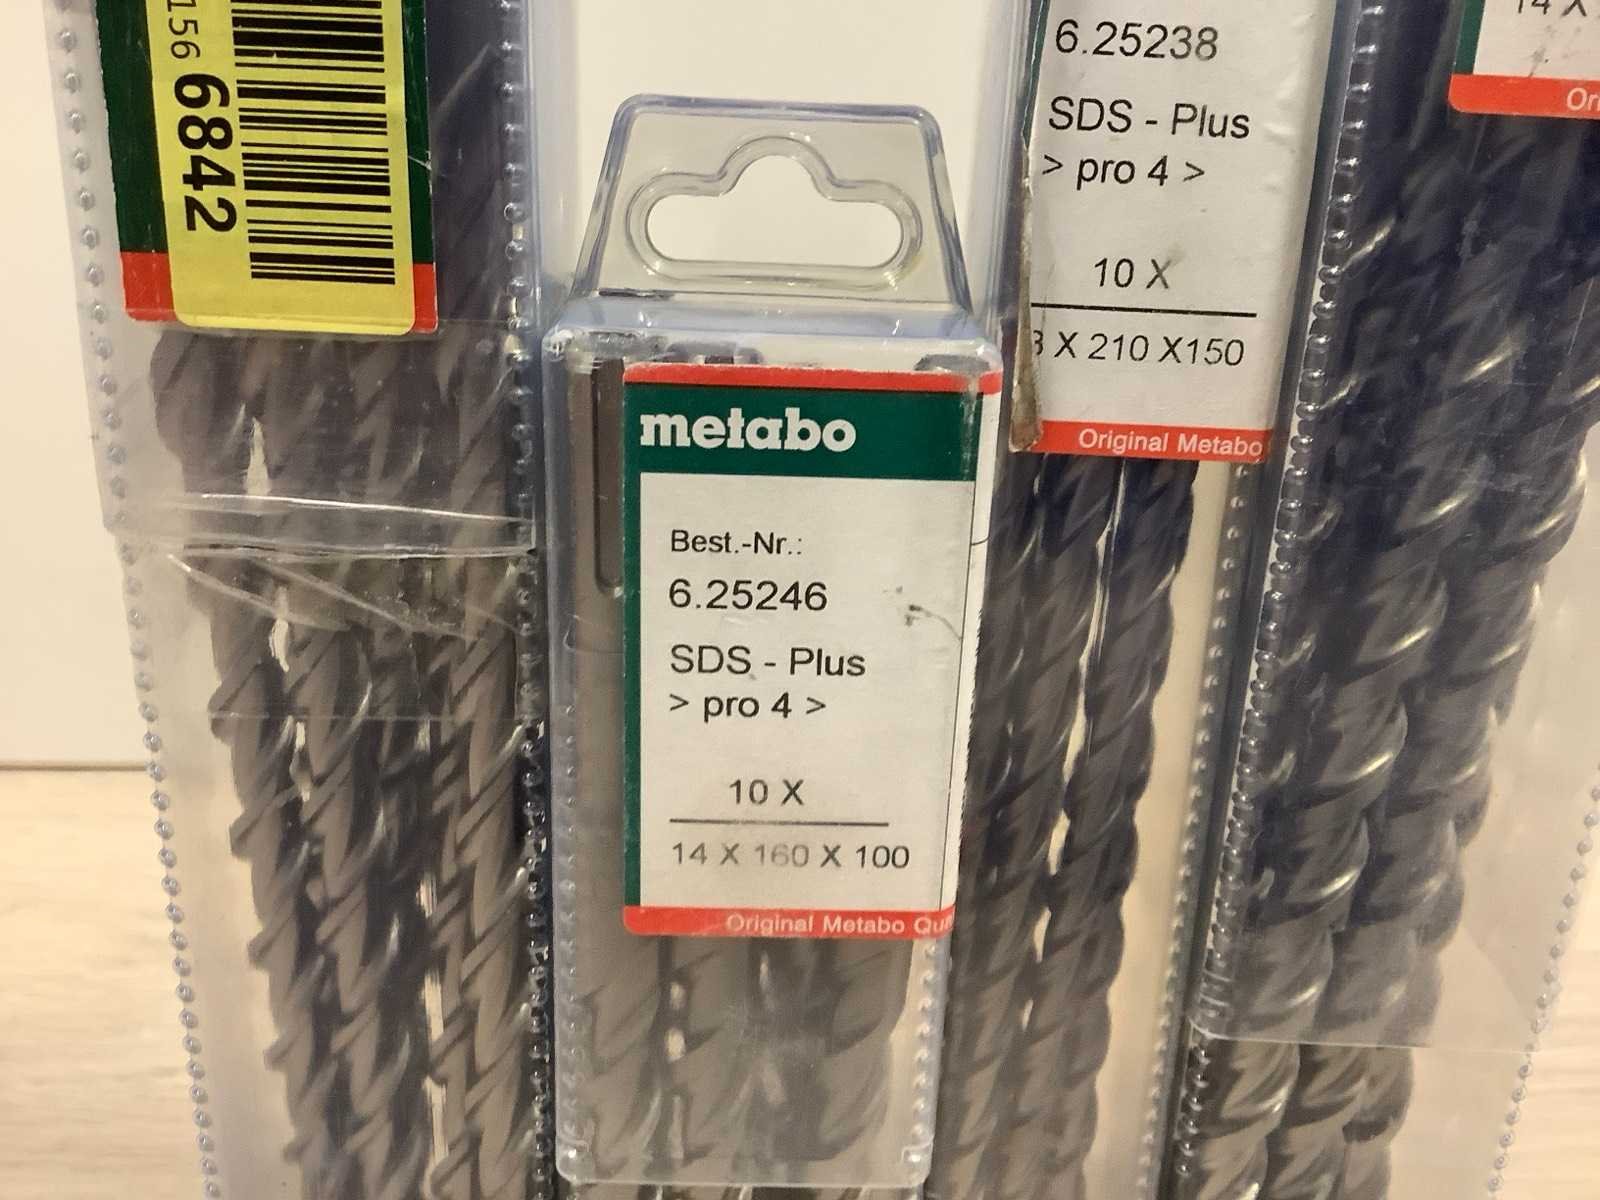 156 6842
metabo
Best.-Nr.:
6.25246
SDS - Plus
> pro 4 >
10 X
14 X 160 X 100
Original Metabo
6.25238
SDS - Plus
> pro 4 >
10 X
X 210 X150
Original Metabo
14 X